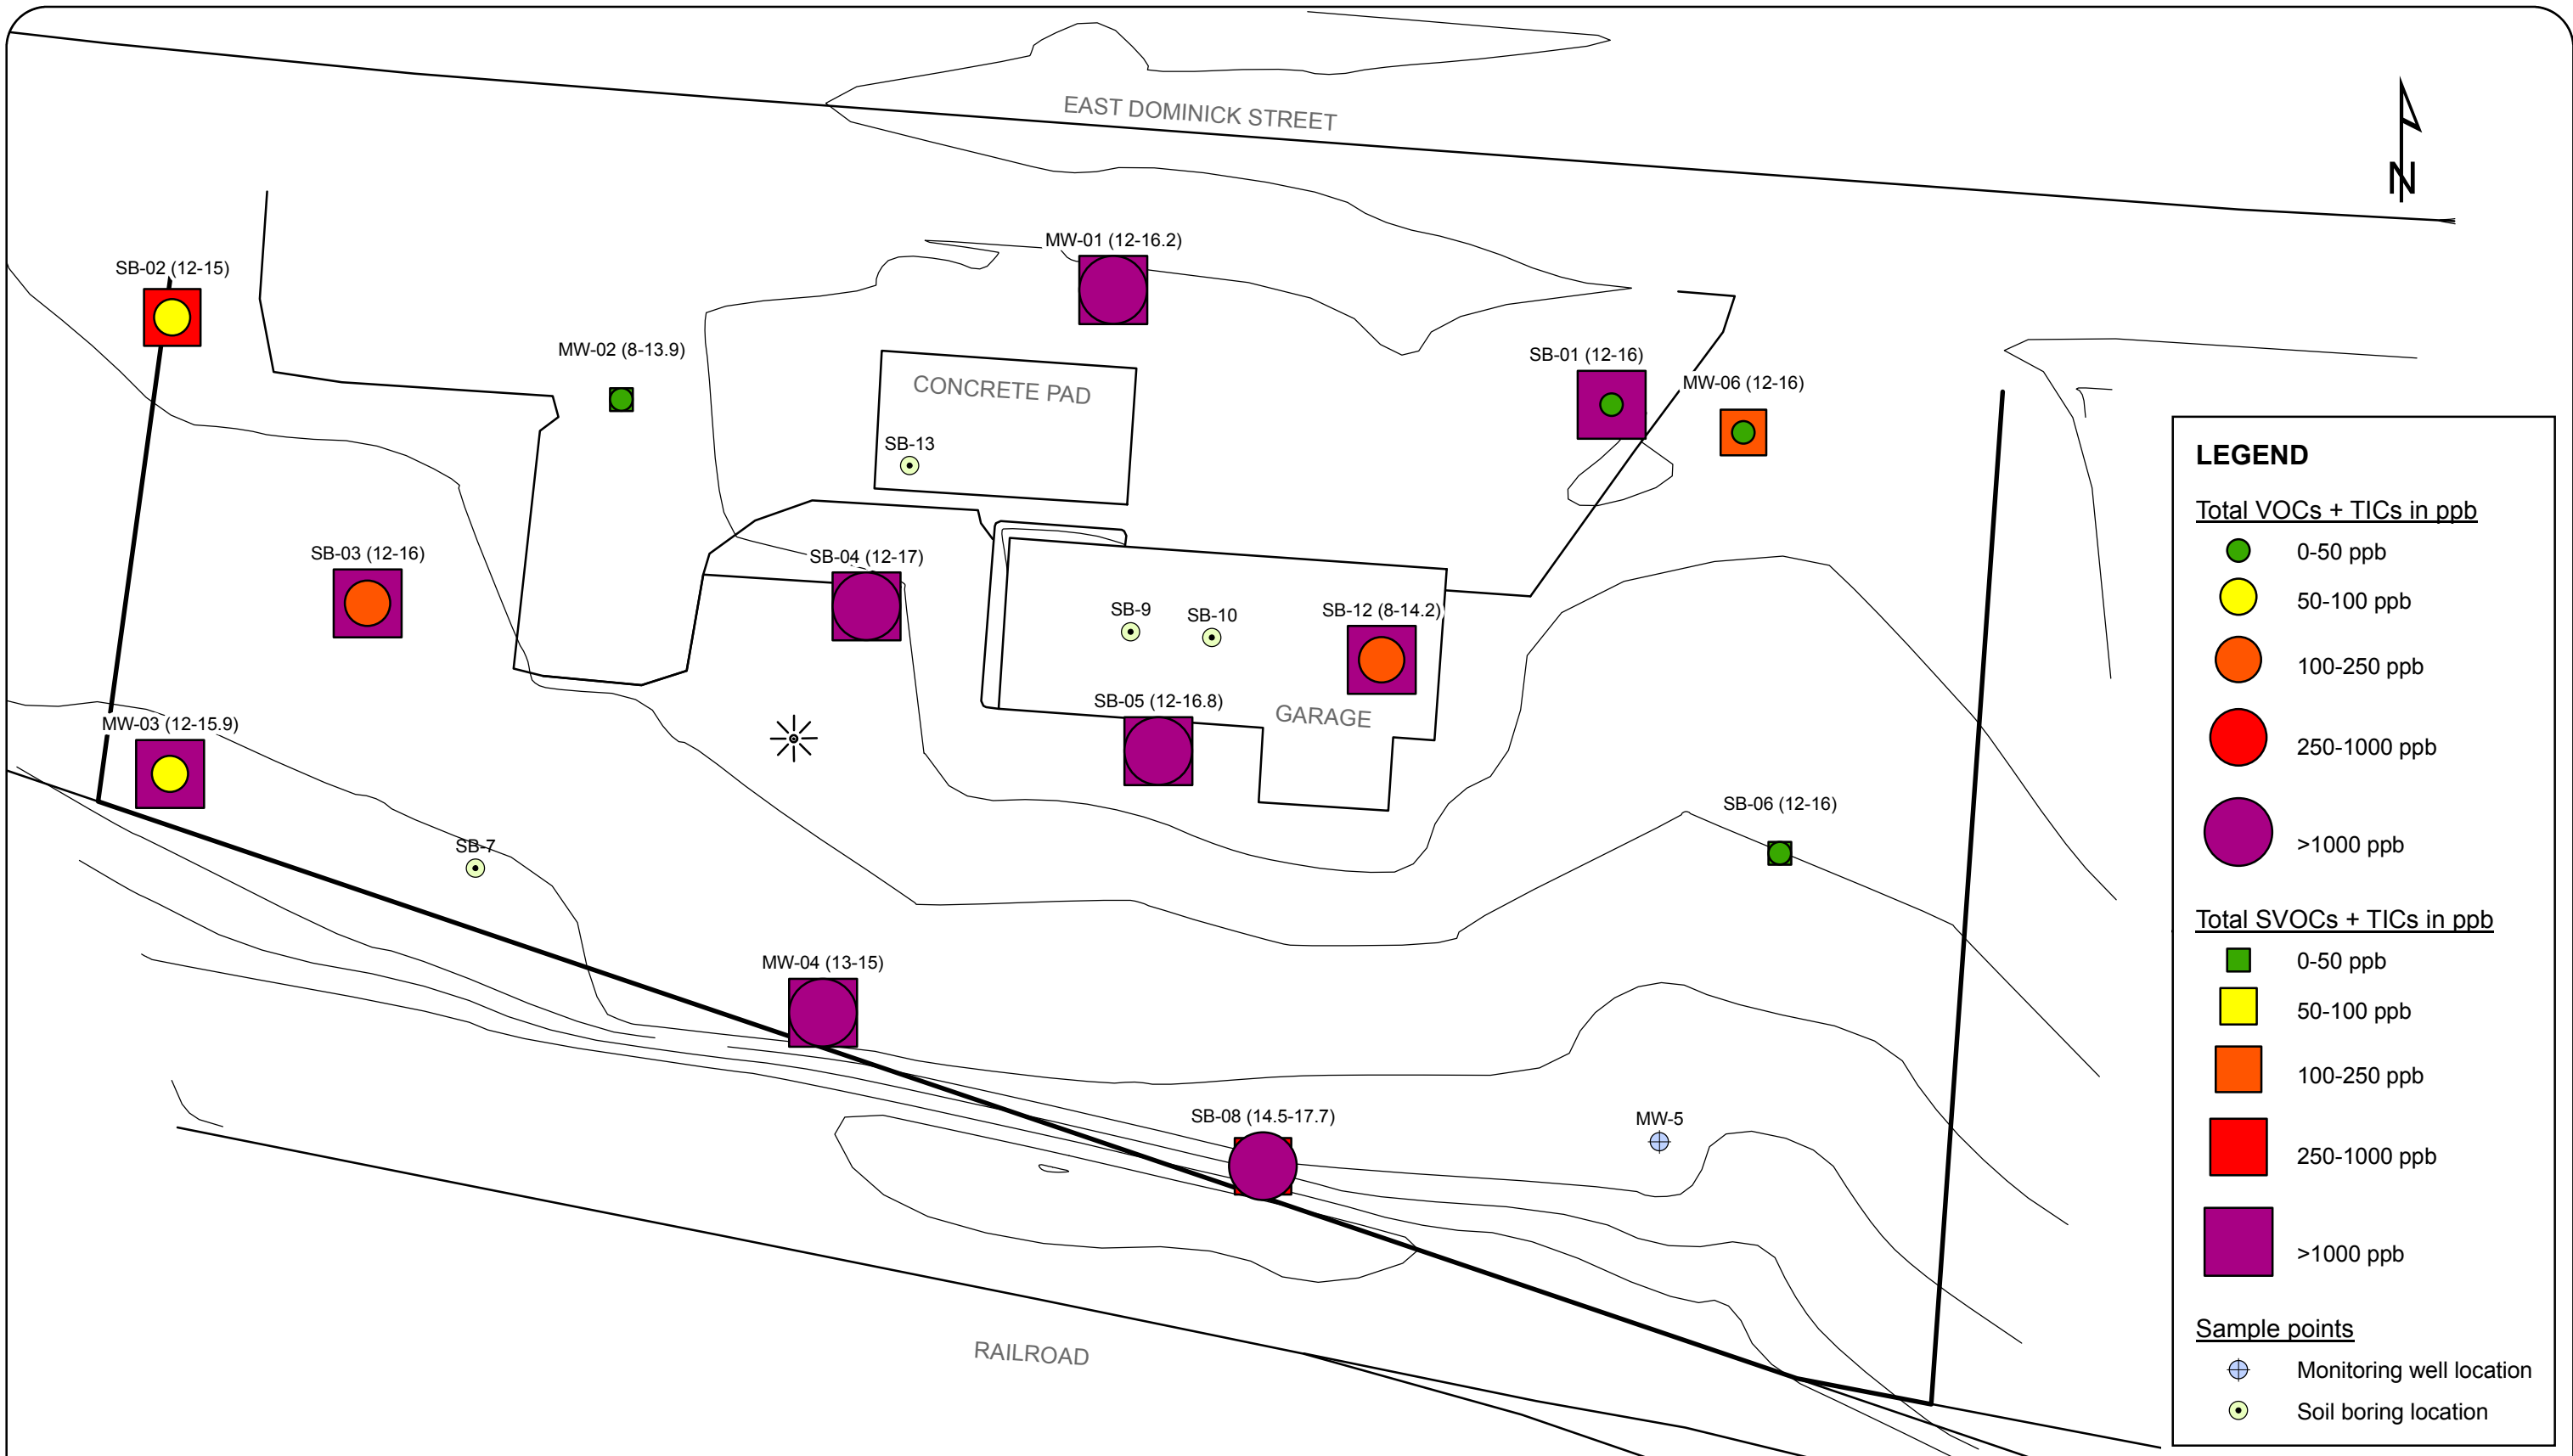 EAST DOMINICK STREET
N
MW-01 (12-16.2)
SB-02 (12-15)
MW-02 (8-13.9)
SB-01 (12-16)
MW-06 (12-16)
CONCRETE PAD
SB-13
SB-03 (12-16)
SB-04 (12-17)
SB-9
SB-10
SB-12 (8-14.2)
SB-05 (12-16.8)
GARAGE
MW-03 (12-15.9)
SB-7
SB-06 (12-16)
MW-04 (13-15)
SB-08 (14.5-17.7)
MW-5
RAILROAD
LEGEND
Total VOCs + TICs in ppb
0-50 ppb
50-100 ppb
100-250 ppb
250-1000 ppb
>1000 ppb
Total SVOCs + TICs in ppb
0-50 ppb
50-100 ppb
100-250 ppb
250-1000 ppb
>1000 ppb
Sample points
Monitoring well location
Soil boring location